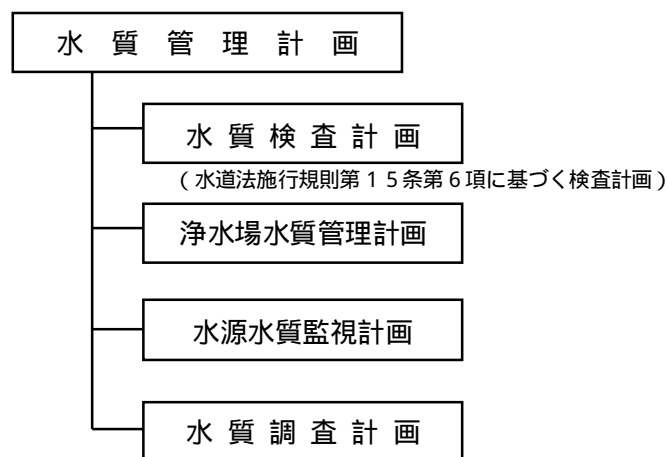 水質管理計画
水質検査計画
(水道法施行規則第15条第6項に基づく検査計画)
浄水場水質管理計画
水源水質監視計画
水質調査計画